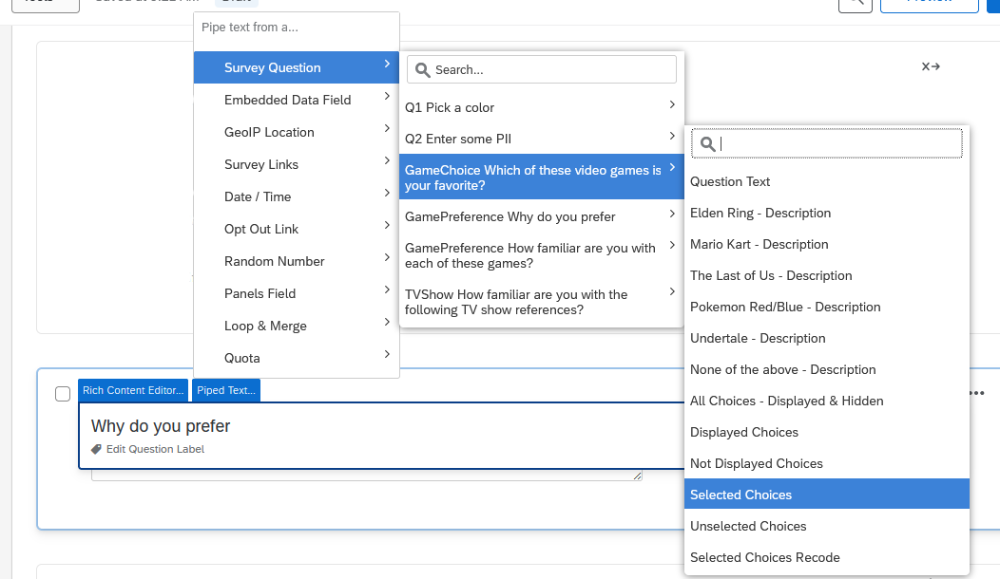 Pipe text from a...
Survey Question
Embedded Data Field
GeoIP Location
Survey Links
Date / Time
Opt Out Link
Random Number
Panels Field
Loop & Merge
Quota
Search...
Q1 Pick a color
Q2 Enter some PII
GameChoice Which of these video games is
your favorite?
GamePreference Why do you prefer
GamePreference How familiar are you with
each of these games?
TVShow How familiar are you with the
following TV show references?
Question Text
Elden Ring - Description
Mario Kart - Description
The Last of Us - Description
Pokemon Red/Blue - Description
Undertale - Description
None of the above - Description
All Choices - Displayed & Hidden
Displayed Choices
Not Displayed Choices
Selected Choices
Unselected Choices
Selected Choices Recode
Rich Content Editor... Piped Text...
Why do you prefer
Edit Question Label